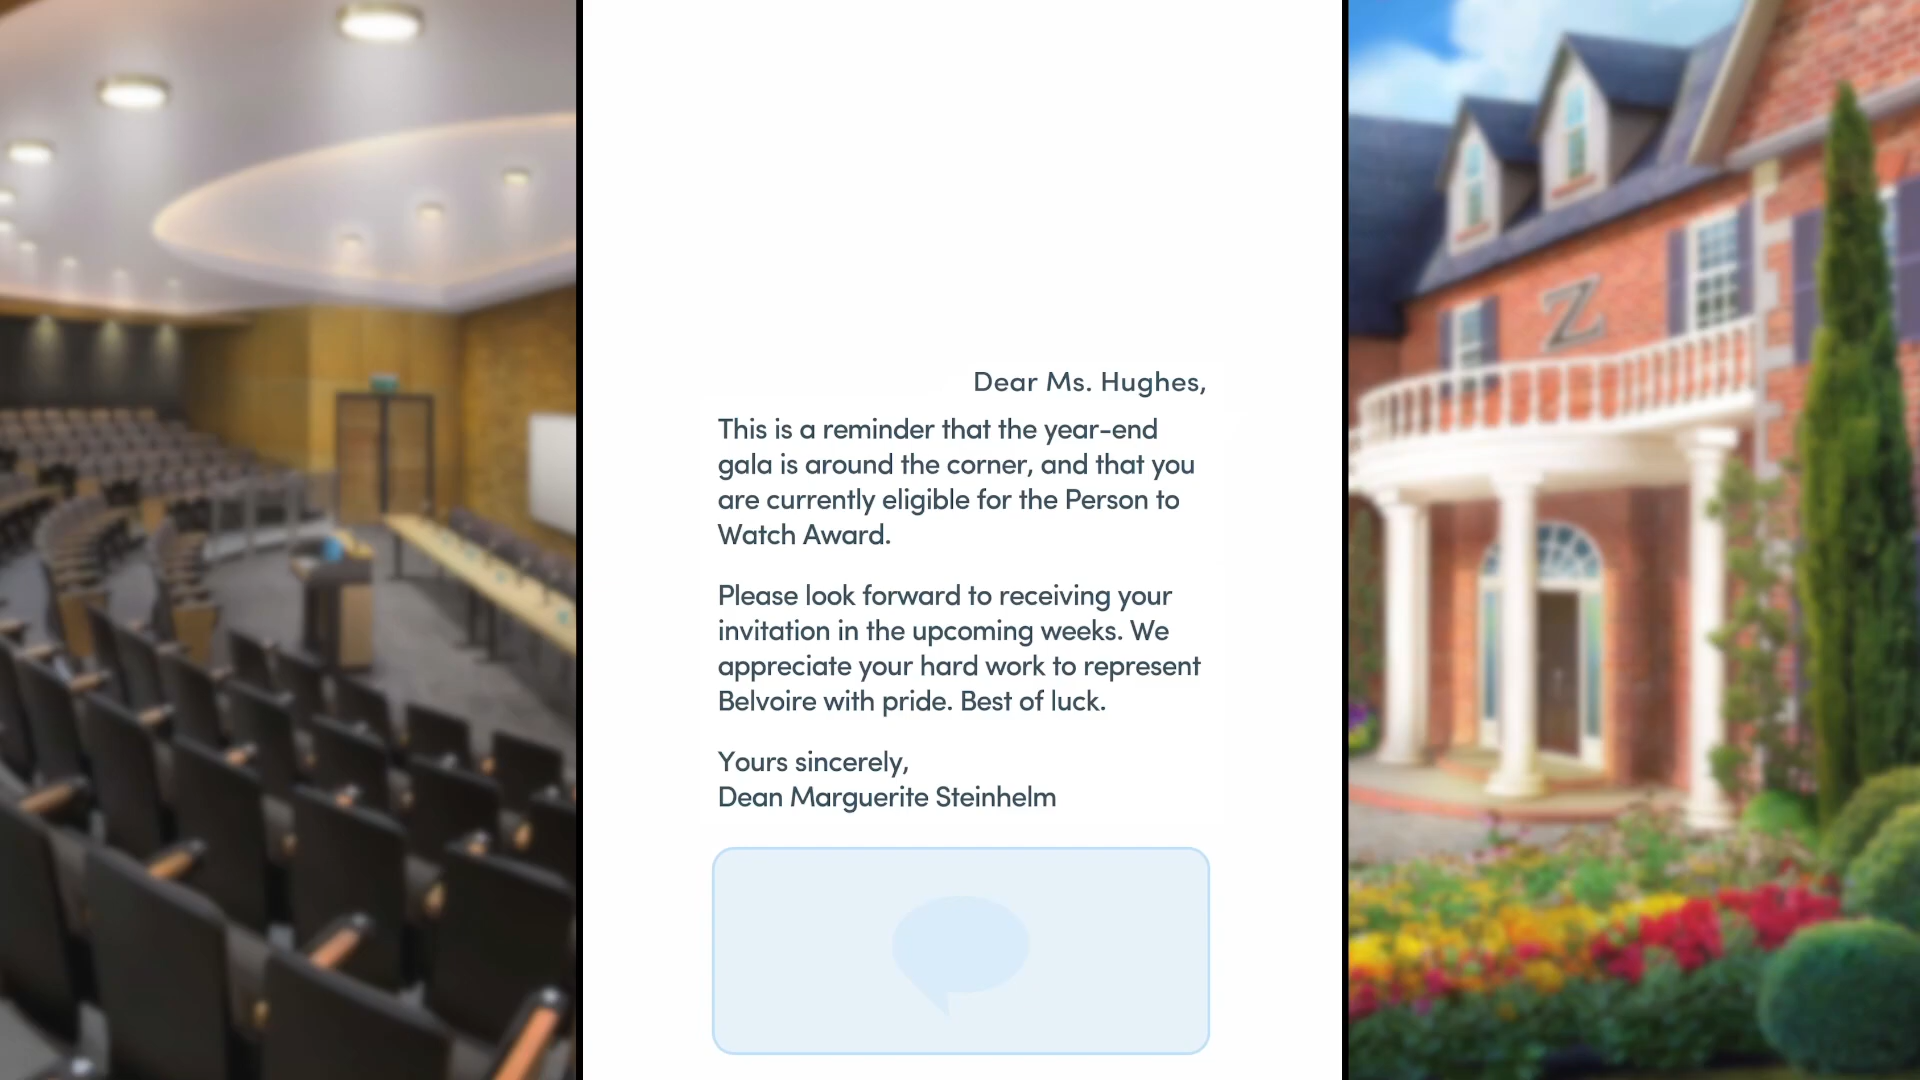 Dear Ms. Hughes,
This is a reminder that the year-end
gala is around the corner, and that you
are currently eligible for the Person to
Watch Award.
Please look forward to receiving your
invitation in the upcoming weeks. We
appreciate your hard work to represent
Belvoire with pride. Best of luck.
Yours sincerely,
Dean Marguerite Steinhelm
Z